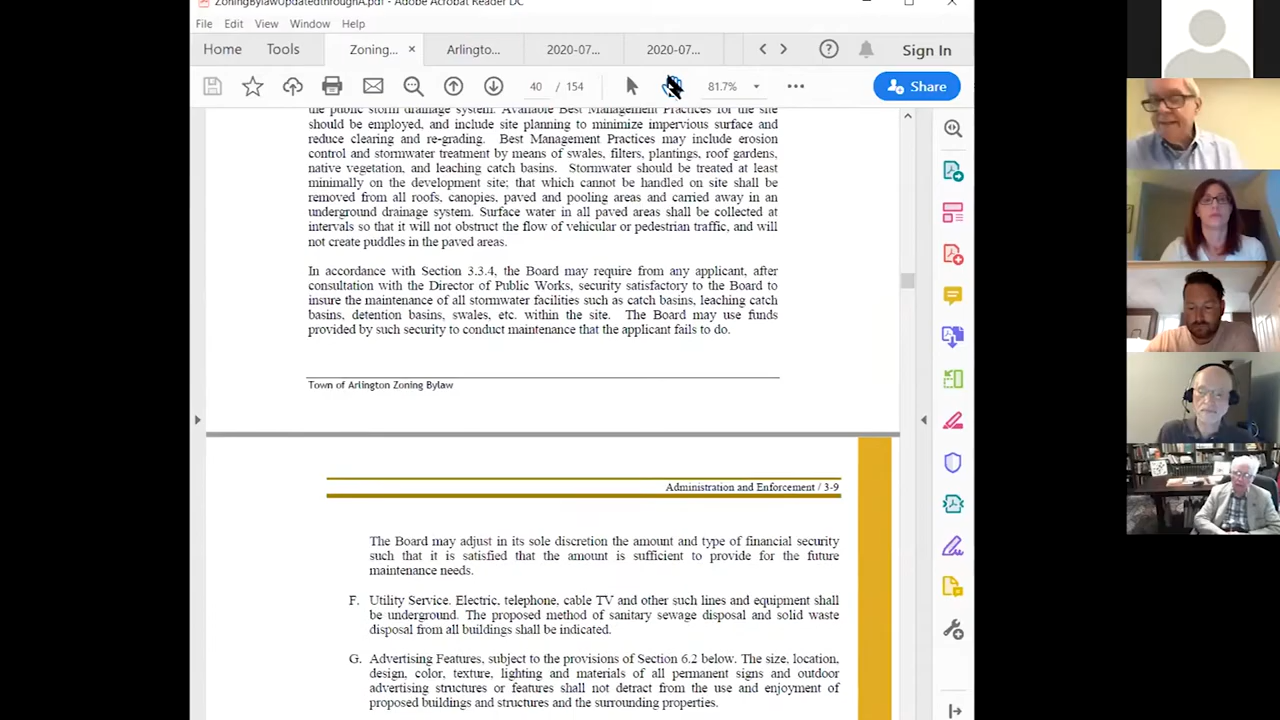 ZoningBylawUpdatedthroughA.pdf - Adobe Acrobat Reader DC
File Edit View Window Help
Home Tools Zoning... × Arlingto... 2020-07... 2020-07... Sign In
40 / 154 81.7% Share
the public storm drainage system. Available Best Management Practices for the site
should be employed, and include site planning to minimize impervious surface and
reduce clearing and re-grading. Best Management Practices may include erosion
control and stormwater treatment by means of swales, filters, plantings, roof gardens,
native vegetation, and leaching catch basins. Stormwater should be treated at least
minimally on the development site; that which cannot be handled on site shall be
removed from all roofs, canopies, paved and pooling areas and carried away in an
underground drainage system. Surface water in all paved areas shall be collected at
intervals so that it will not obstruct the flow of vehicular or pedestrian traffic, and will
not create puddles in the paved areas.
In accordance with Section 3.3.4, the Board may require from any applicant, after
consultation with the Director of Public Works, security satisfactory to the Board to
insure the maintenance of all stormwater facilities such as catch basins, leaching catch
basins, detention basins, swales, etc. within the site. The Board may use funds
provided by such security to conduct maintenance that the applicant fails to do.
Town of Arlington Zoning Bylaw
Administration and Enforcement / 3-9
The Board may adjust in its sole discretion the amount and type of financial security
such that it is satisfied that the amount is sufficient to provide for the future
maintenance needs.
F. Utility Service. Electric, telephone, cable TV and other such lines and equipment shall
be underground. The proposed method of sanitary sewage disposal and solid waste
disposal from all buildings shall be indicated.
G. Advertising Features, subject to the provisions of Section 6.2 below. The size, location,
design, color, texture, lighting and materials of all permanent signs and outdoor
advertising structures or features shall not detract from the use and enjoyment of
proposed buildings and structures and the surrounding properties.